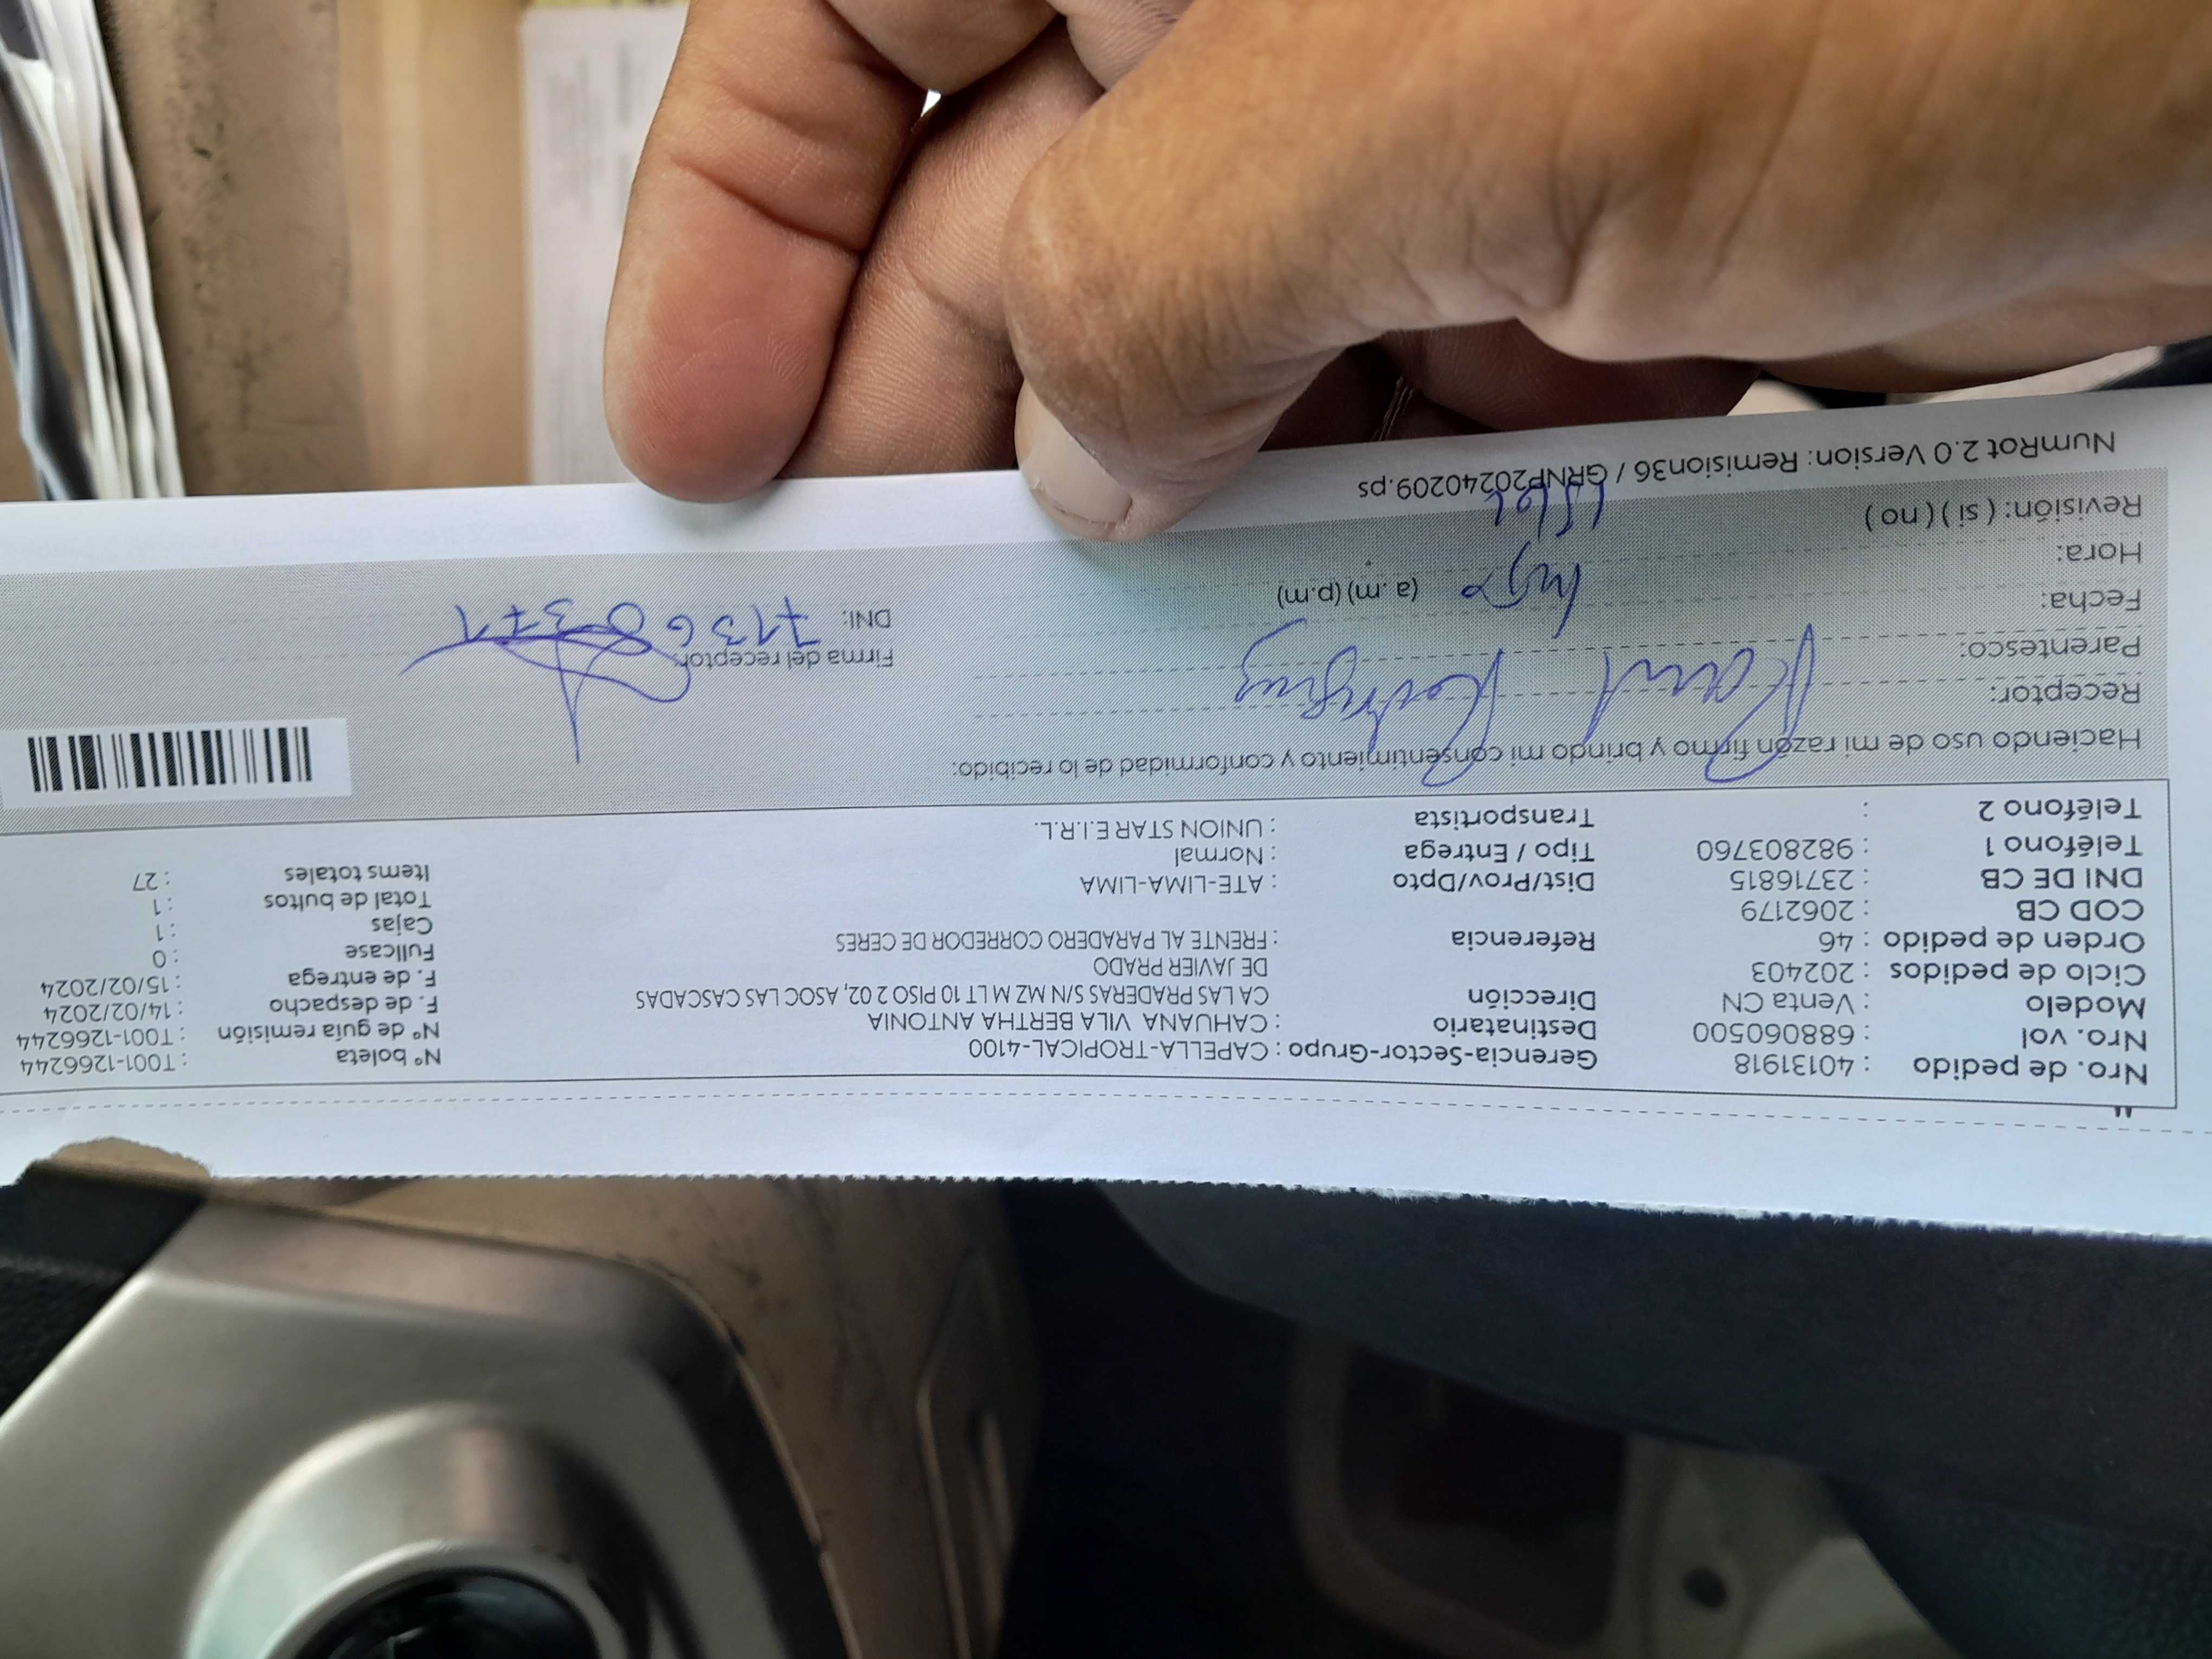 Nro. de pedido : 40131918
Nro. vol : 688060500
Modelo : Venta CN
Ciclo de pedidos : 202403
Orden de pedido : 46
COD CB : 2062179
DNI DE CB : 23716815
Teléfono 1 : 982803760
Teléfono 2 :
Gerencia-Sector-Grupo : CAPELLA-TROPICAL-4100
Destinatario : CAHUANA VILA BERTHA ANTONIA
Dirección CA LAS PRADERAS S/N MZ M LT 10 PISO 2 02, ASOC LAS CASCADAS
DE JAVIER PRADO
Referencia : FRENTE AL PARADERO CORREDOR DE CERES
Dist/Prov/Dpto : ATE-LIMA-LIMA
Tipo / Entrega : Normal
Transportista : UNION STAR E.I.R.L.
N° boleta : T001-1266244
N° de guía remisión : T001-1266244
F. de despacho : 14/02/2024
F. de entrega : 15/02/2024
Fullcase : 0
Cajas : 1
Total de bultos : 1
Items totales : 27
Haciendo uso de mi razón firmo y brindo mi consentimiento y conformidad de lo recibido:
Receptor:
Parentesco:
Fecha:
Hora: (a .m) (p.m)
Revisión: ( si ) ( no )
Firma del receptor:
DNI: 71368371
NumRot 2.0 Version: Remision36 / GRNP20240209.ps